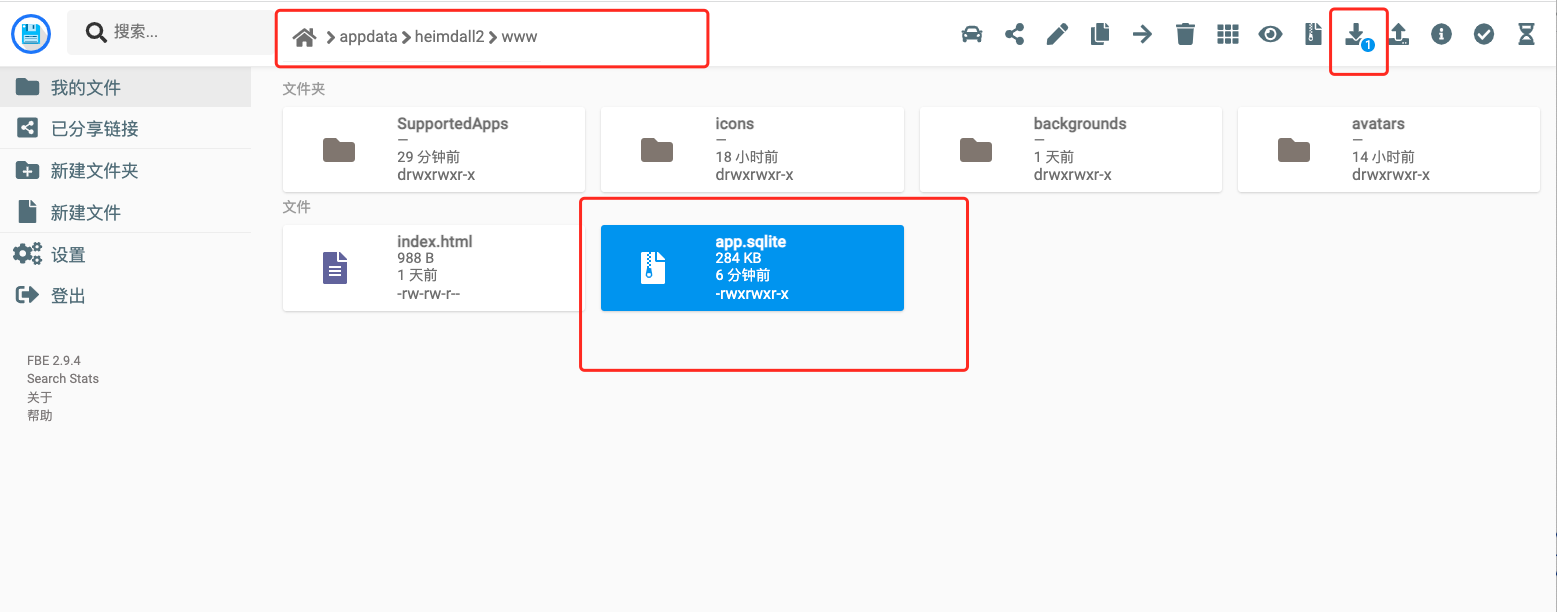 搜索...
appdata heimdall2 www
1
我的文件
已分享链接
新建文件夹
新建文件
设置
登出
FBE 2.9.4
Search Stats
关于
帮助
文件夹
SupportedApps
—
29 分钟前
drwxrwxr-x
icons
—
18 小时前
drwxrwxr-x
backgrounds
—
1 天前
drwxrwxr-x
avatars
—
14 小时前
drwxrwxr-x
文件
index.html
988 B
1 天前
-rw-rw-r--
app.sqlite
284 KB
6 分钟前
-rwxrwxr-x